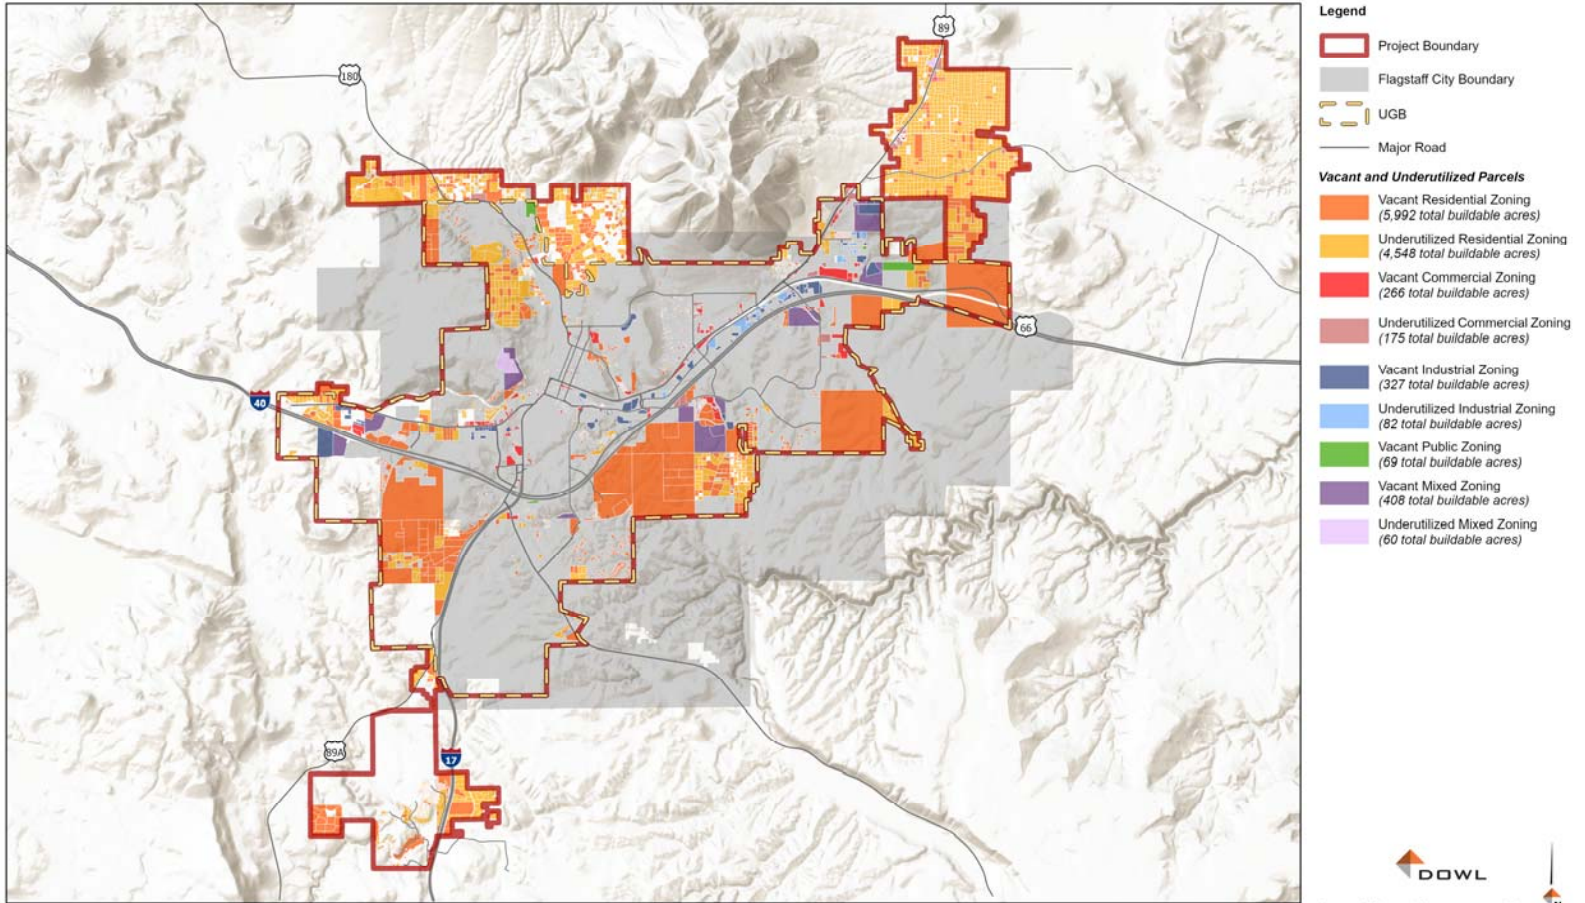 Legend
Project Boundary
Flagstaff City Boundary
UGB
Major Road
Vacant and Underutilized Parcels
Vacant Residential Zoning
(5,992 total buildable acres)
Underutilized Residential Zoning
(4,548 total buildable acres)
Vacant Commercial Zoning
(266 total buildable acres)
Underutilized Commercial Zoning
(175 total buildable acres)
Vacant Industrial Zoning
(327 total buildable acres)
Underutilized Industrial Zoning
(82 total buildable acres)
Vacant Public Zoning
(69 total buildable acres)
Vacant Mixed Zoning
(408 total buildable acres)
Underutilized Mixed Zoning
(60 total buildable acres)
89
180
66
40
89A
17
DOWL